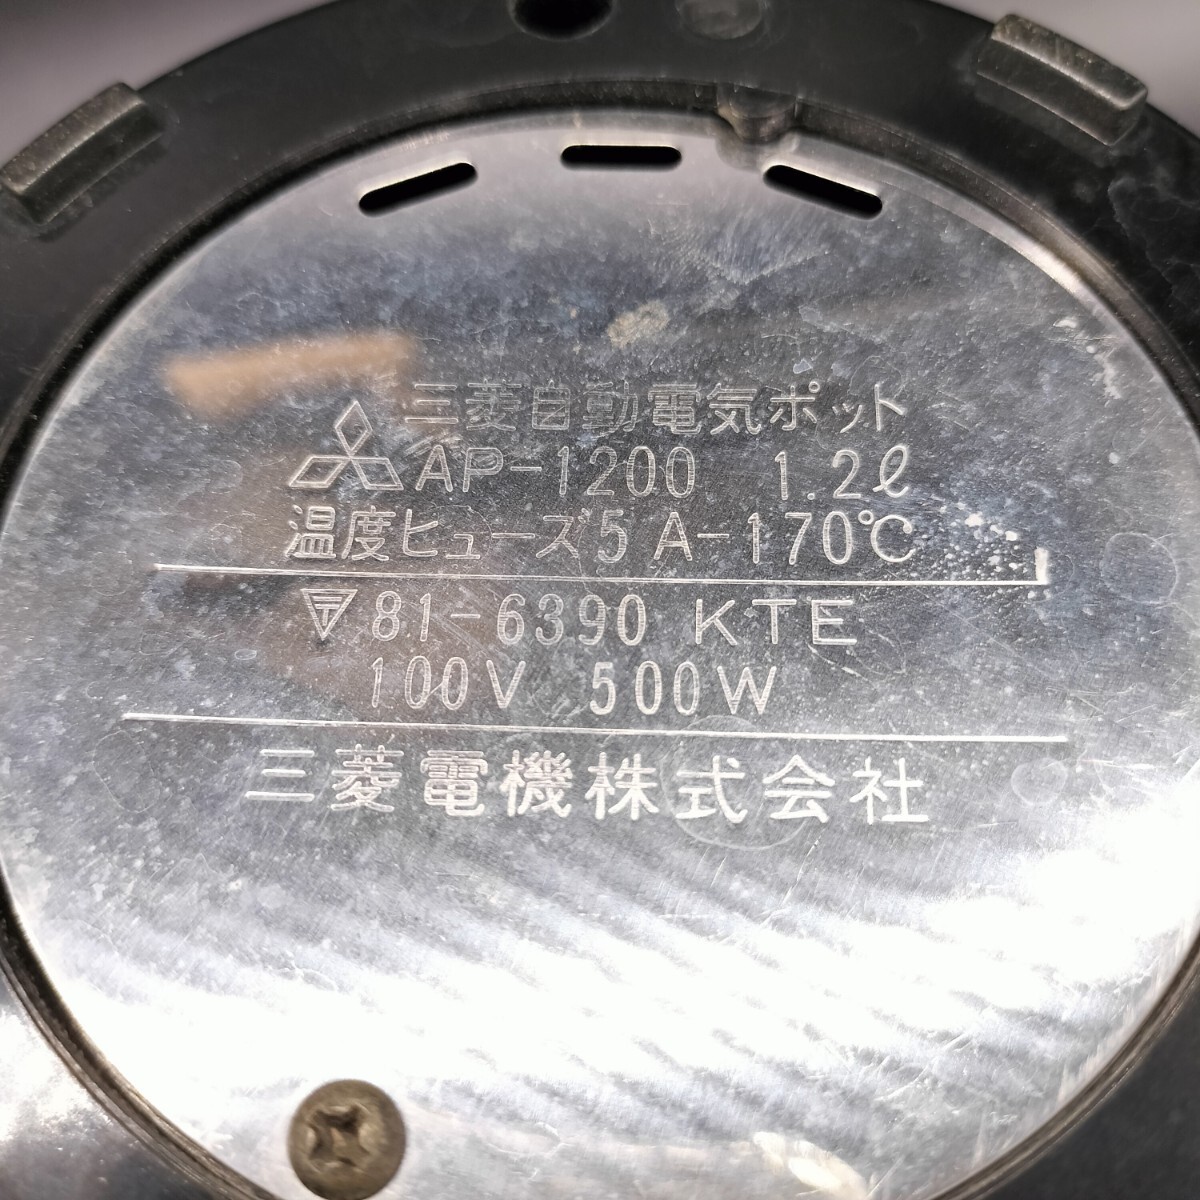 三菱自動電気ポット
AP-1200 1.2ℓ
温度ヒューズ5A-170℃
81-6390 KTE
100V 500W
三菱電機株式会社